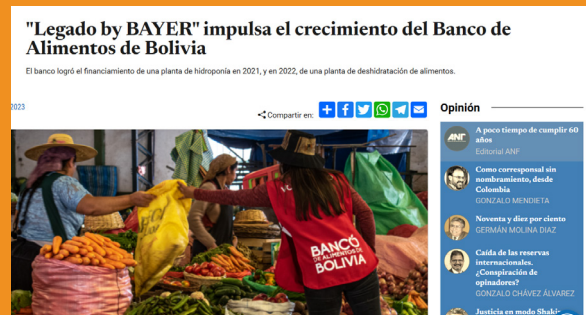 "Legado by BAYER" impulsa el crecimiento del Banco de
Alimentos de Bolivia
El banco logró el financiamiento de una planta de hidroponía en 2021, y en 2022, de una planta de deshidratación de alimentos.
2023
Compartir en:
BANCO
DE ALIMENTOS DE
BOLIVIA
Opinión
ANF
A poco tiempo de cumplir 60
años
Editorial ANF
Como corresponsal sin
nombramiento, desde
Colombia
GONZALO MENDIETA
Noventa y diez por ciento
GERMÁN MOLINA DIAZ
Caída de las reservas
internacionales.
¿Conspiración de
opinadores?
GONZALO CHÁVEZ ÁLVAREZ
Justicia en modo Shaki